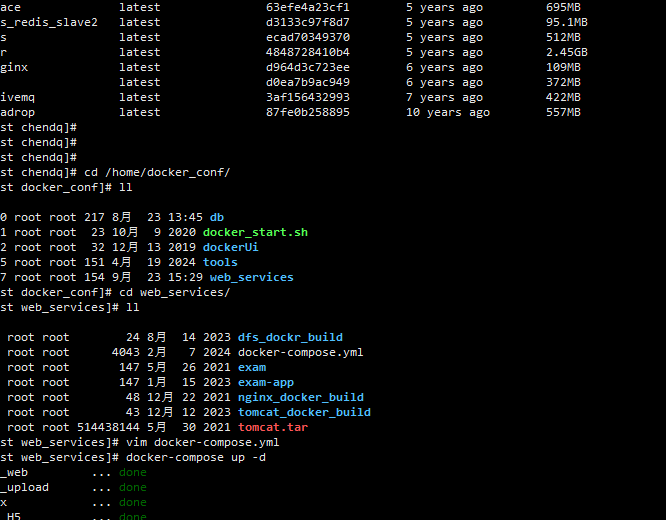 ace latest 63efe4a23cf1 5 years ago 695MB
s_redis_slave2 latest d3133c97f8d7 5 years ago 95.1MB
s latest ecad70349370 5 years ago 512MB
r latest 4848728410b4 5 years ago 2.45GB
ginx latest d964d3c723ee 6 years ago 109MB
latest d0ea7b9ac949 6 years ago 372MB
ivemq latest 3af156432993 7 years ago 422MB
adrop latest 87fe0b258895 10 years ago 557MB
st chendq]#
st chendq]#
st chendq]#
st chendq]# cd /home/docker_conf/
st docker_conf]# ll
0 root root 217 8月 23 13:45 db
1 root root 23 10月 9 2020 docker_start.sh
2 root root 32 12月 13 2019 dockerUi
5 root root 151 4月 19 2024 tools
7 root root 154 9月 23 15:29 web_services
st docker_conf]# cd web_services/
st web_services]# ll
root root 24 8月 14 2023 dfs_dockr_build
root root 4043 2月 7 2024 docker-compose.yml
root root 147 5月 26 2021 exam
root root 147 1月 15 2023 exam-app
root root 48 12月 22 2021 nginx_docker_build
root root 43 12月 12 2023 tomcat_docker_build
root root 514438144 5月 30 2021 tomcat.tar
st web_services]# vim docker-compose.yml
st web_services]# docker-compose up -d
_web ... done
_upload ... done
x ... done
_H5 ... done